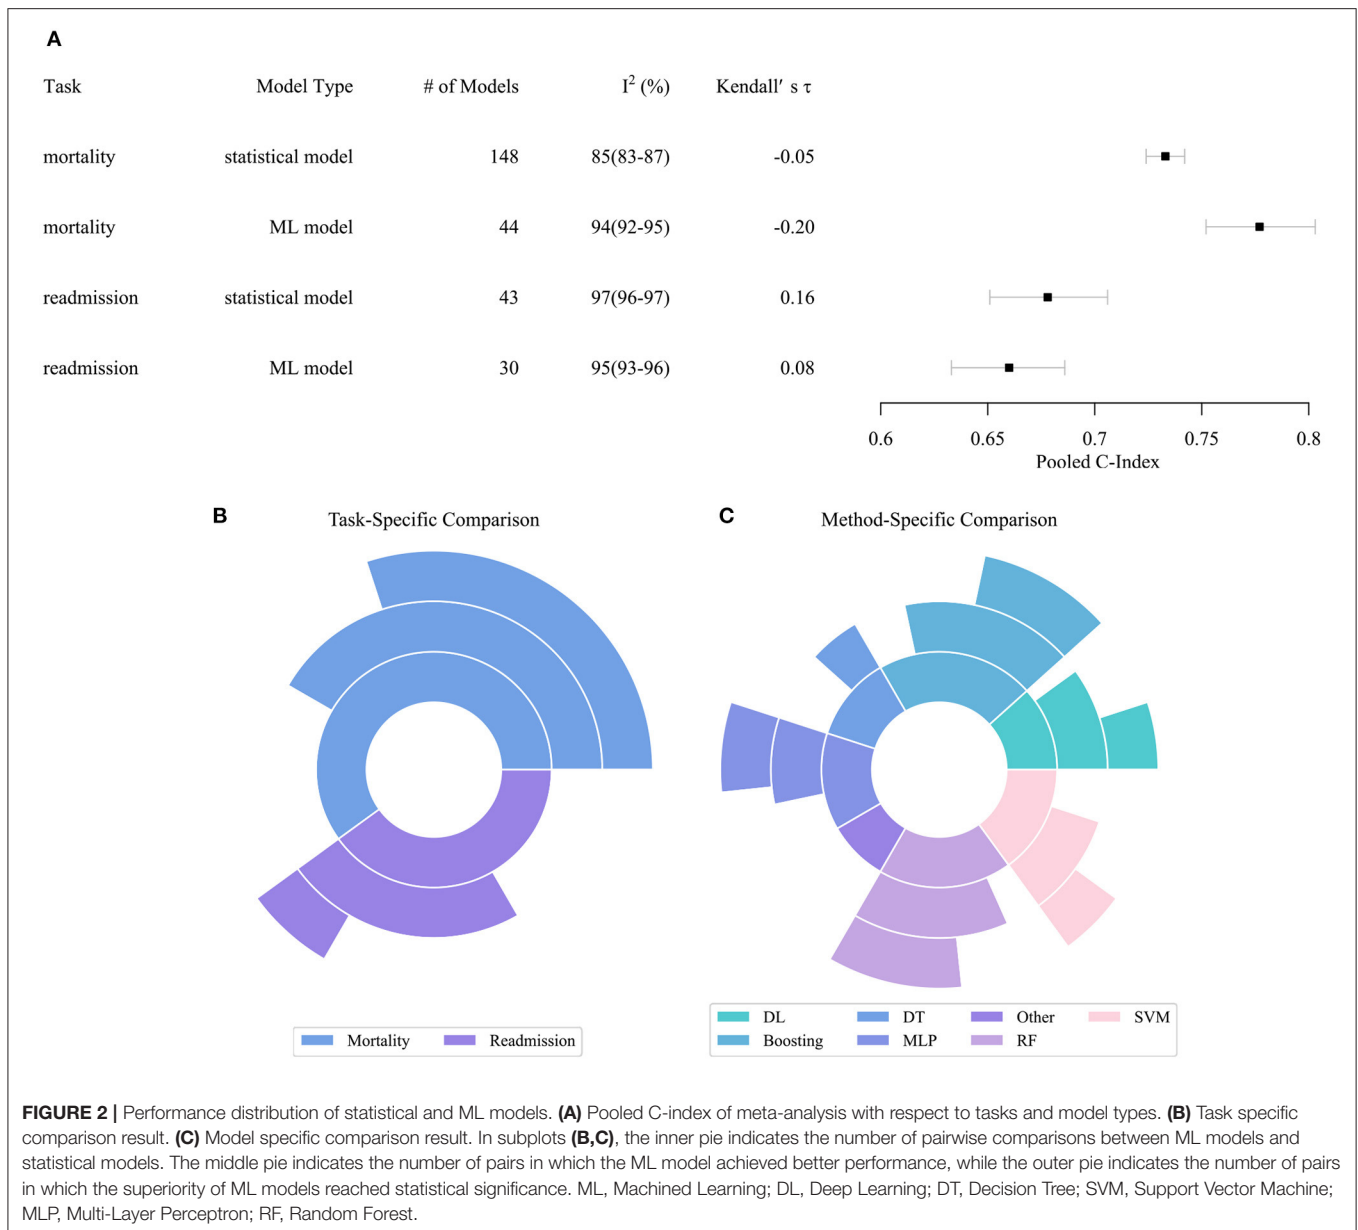 A
Task Model Type # of Models I² (%) Kendall′ s τ
mortality statistical model 148 85(83-87) -0.05
mortality ML model 44 94(92-95) -0.20
readmission statistical model 43 97(96-97) 0.16
readmission ML model 30 95(93-96) 0.08
0.6 0.65 0.7 0.75 0.8
Pooled C-Index
B Task-Specific Comparison
Mortality Readmission
C Method-Specific Comparison
DL DT Other SVM
Boosting MLP RF
FIGURE 2 | Performance distribution of statistical and ML models. (A) Pooled C-index of meta-analysis with respect to tasks and model types. (B) Task specific
comparison result. (C) Model specific comparison result. In subplots (B,C), the inner pie indicates the number of pairwise comparisons between ML models and
statistical models. The middle pie indicates the number of pairs in which the ML model achieved better performance, while the outer pie indicates the number of pairs
in which the superiority of ML models reached statistical significance. ML, Machined Learning; DL, Deep Learning; DT, Decision Tree; SVM, Support Vector Machine;
MLP, Multi-Layer Perceptron; RF, Random Forest.